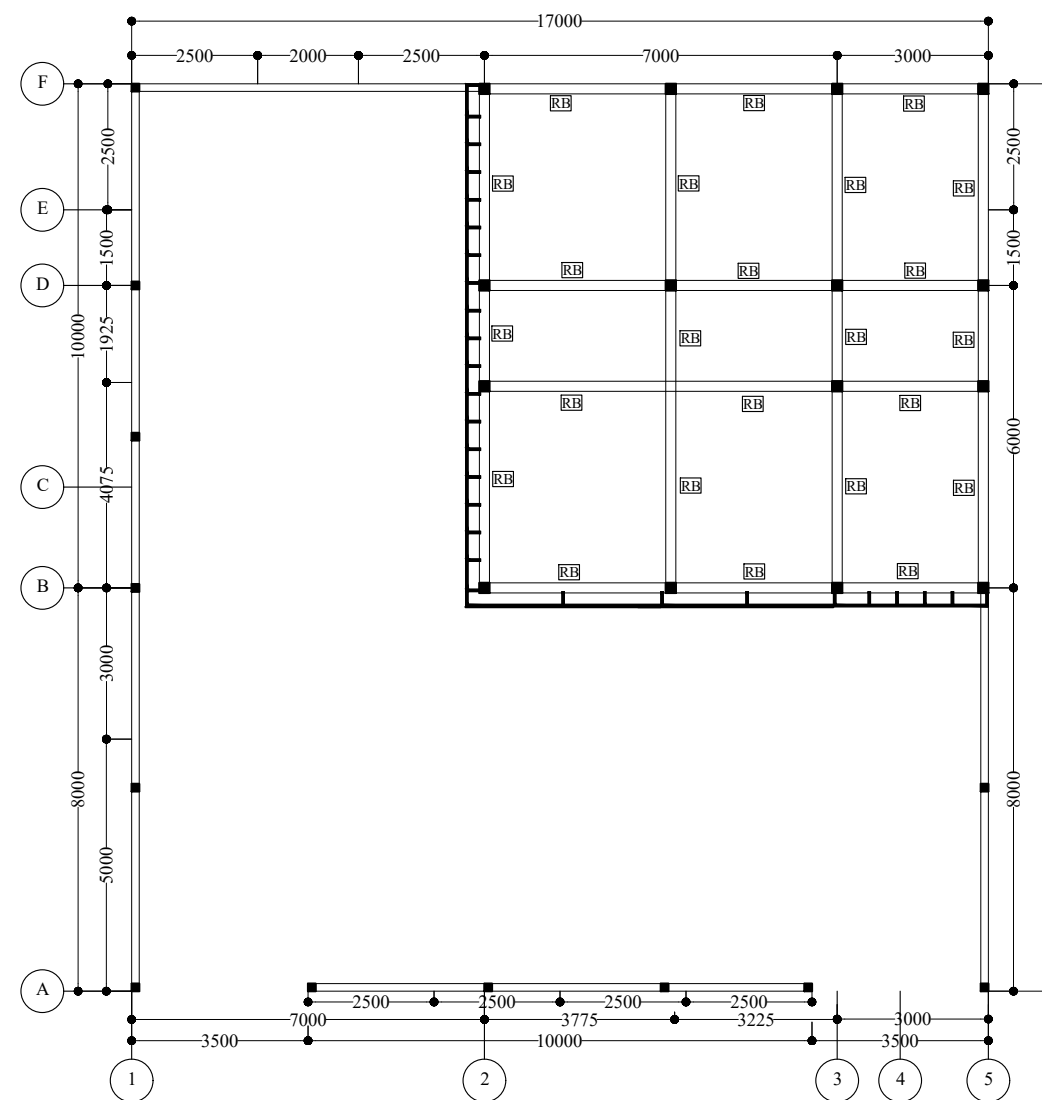 17000
2500 2000 2500 7000 3000
F
RB RB RB
2500 2500
RB RB RB RB
E
1500 1500
RB RB RB
D
10000 1925
RB RB RB RB
RB RB RB
6000
4075
C
RB RB RB RB
RB RB RB
B
3000
8000 8000
5000
A
2500 2500 2500 2500
7000 3775 3225 3000
3500 10000 3500
1 2 3 4 5